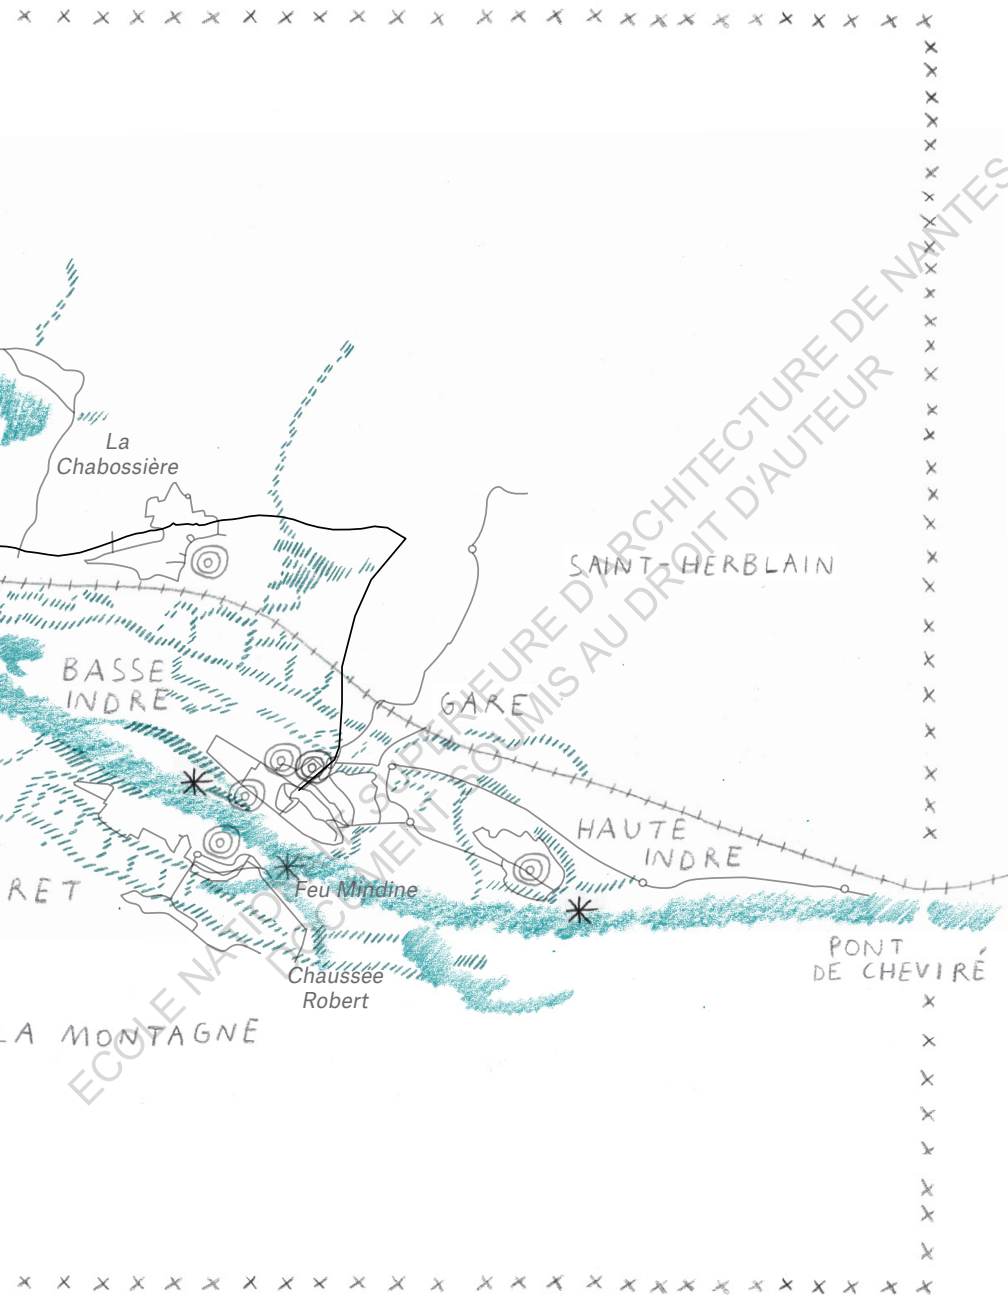 La
Chabossière
SAINT-HERBLAIN
BASSE
INDRE
GARE
HAUTE
INDRE
RET
Feu Mindine
PONT
DE CHEVIRÉ
Chaussée
Robert
LA MONTAGNE
ECOLE NATIONALE SUPERIEURE D'ARCHITECTURE DE NANTES
DOCUMENT SOUMIS AU DROIT D'AUTEUR